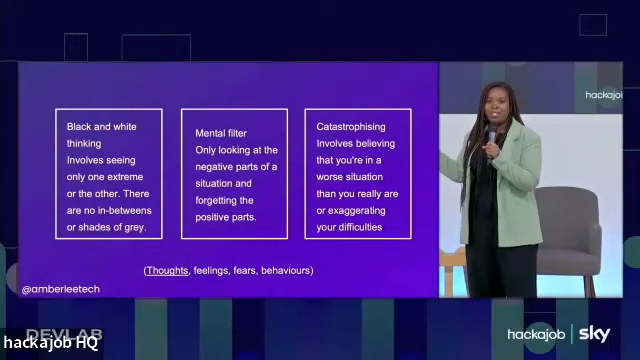 hackajob
Black and white
thinking
Involves seeing
only one extreme
or the other. There
are no in-betweens
or shades of grey.
Mental filter
Only looking at the
negative parts of a
situation and
forgetting the
positive parts.
Catastrophising
Involves believing
that you're in a
worse situation
than you really are
or exaggerating
your difficulties
(Thoughts, feelings, fears, behaviours)
@amberleetech
DEVLAB
hackajob HQ
hackajob | sky